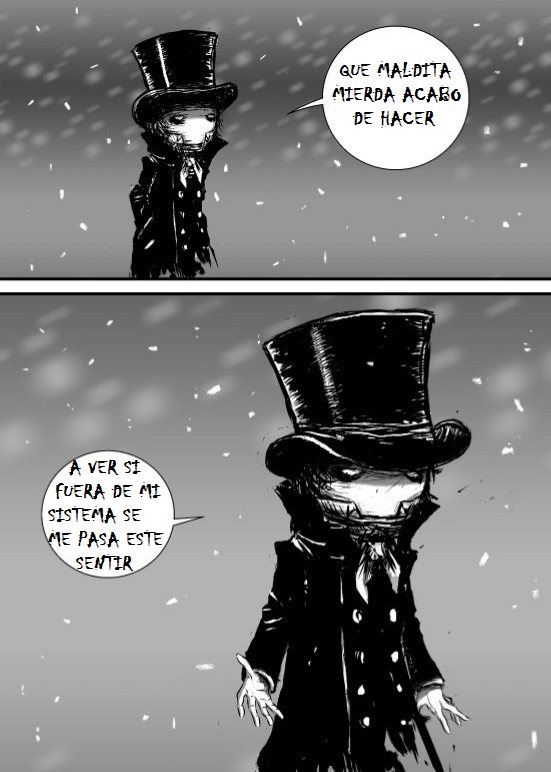 QUE MALDITA
MIERDA ACABO
DE HACER
A VER SI
FUERA DE MI
SISTEMA SE
ME PASA ESTE
SENTIR